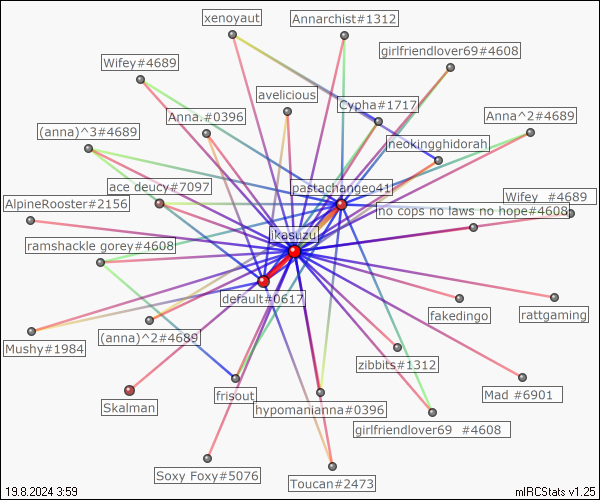 xenoyaut
Annarchist#1312
girlfriendlover69#4608
Wifey#4689
avelicious
Cypha#1717
Anna.#0396
Anna^2#4689
(anna)^3#4689
neokingghidorah
ace deucy#7097
pastachangeo41
AlpineRooster#2156
Wifey  #4689
no cops no laws no hope#4608
jkasuzu
ramshackle gorey#4608
default#0617
fakedingo
rattgaming
Mushy#1984
(anna)^2#4689
zibbits#1312
Skalman
frisout
hypomanianna#0396
Mad #6901
girlfriendlover69  #4608
Soxy Foxy#5076
Toucan#2473
19.8.2024 3:59
mIRCStats v1.25